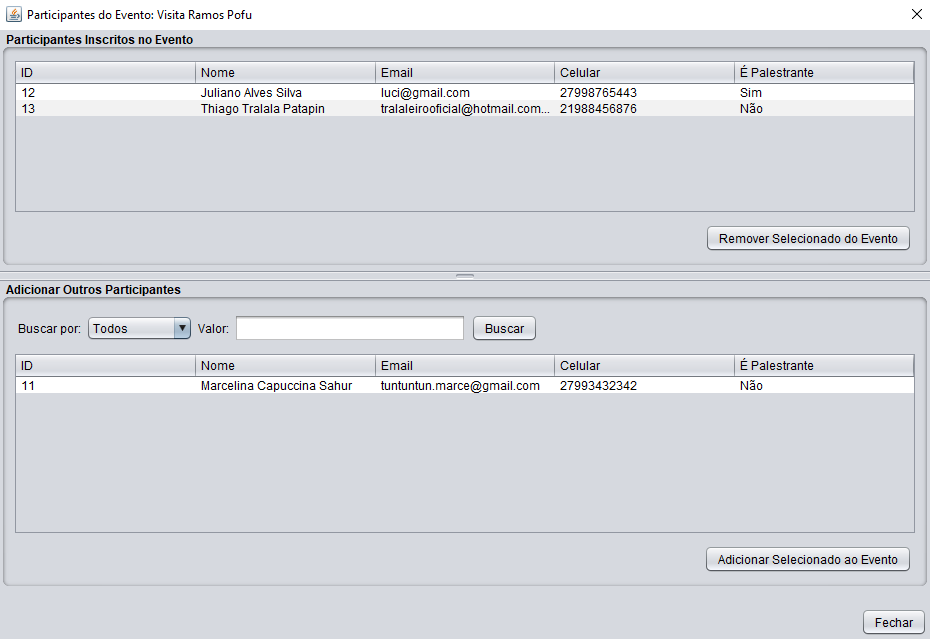 Participantes do Evento: Visita Ramos Pofu
Participantes Inscritos no Evento
ID Nome Email Celular É Palestrante
12 Juliano Alves Silva luci@gmail.com 27998765443 Sim
13 Thiago Tralala Patapin tralaleirooficial@hotmail.com... 21988456876 Não
Remover Selecionado do Evento
Adicionar Outros Participantes
Buscar por: Todos Valor: Buscar
ID Nome Email Celular É Palestrante
11 Marcelina Capuccina Sahur tuntuntun.marce@gmail.com 27993432342 Não
Adicionar Selecionado ao Evento
Fechar